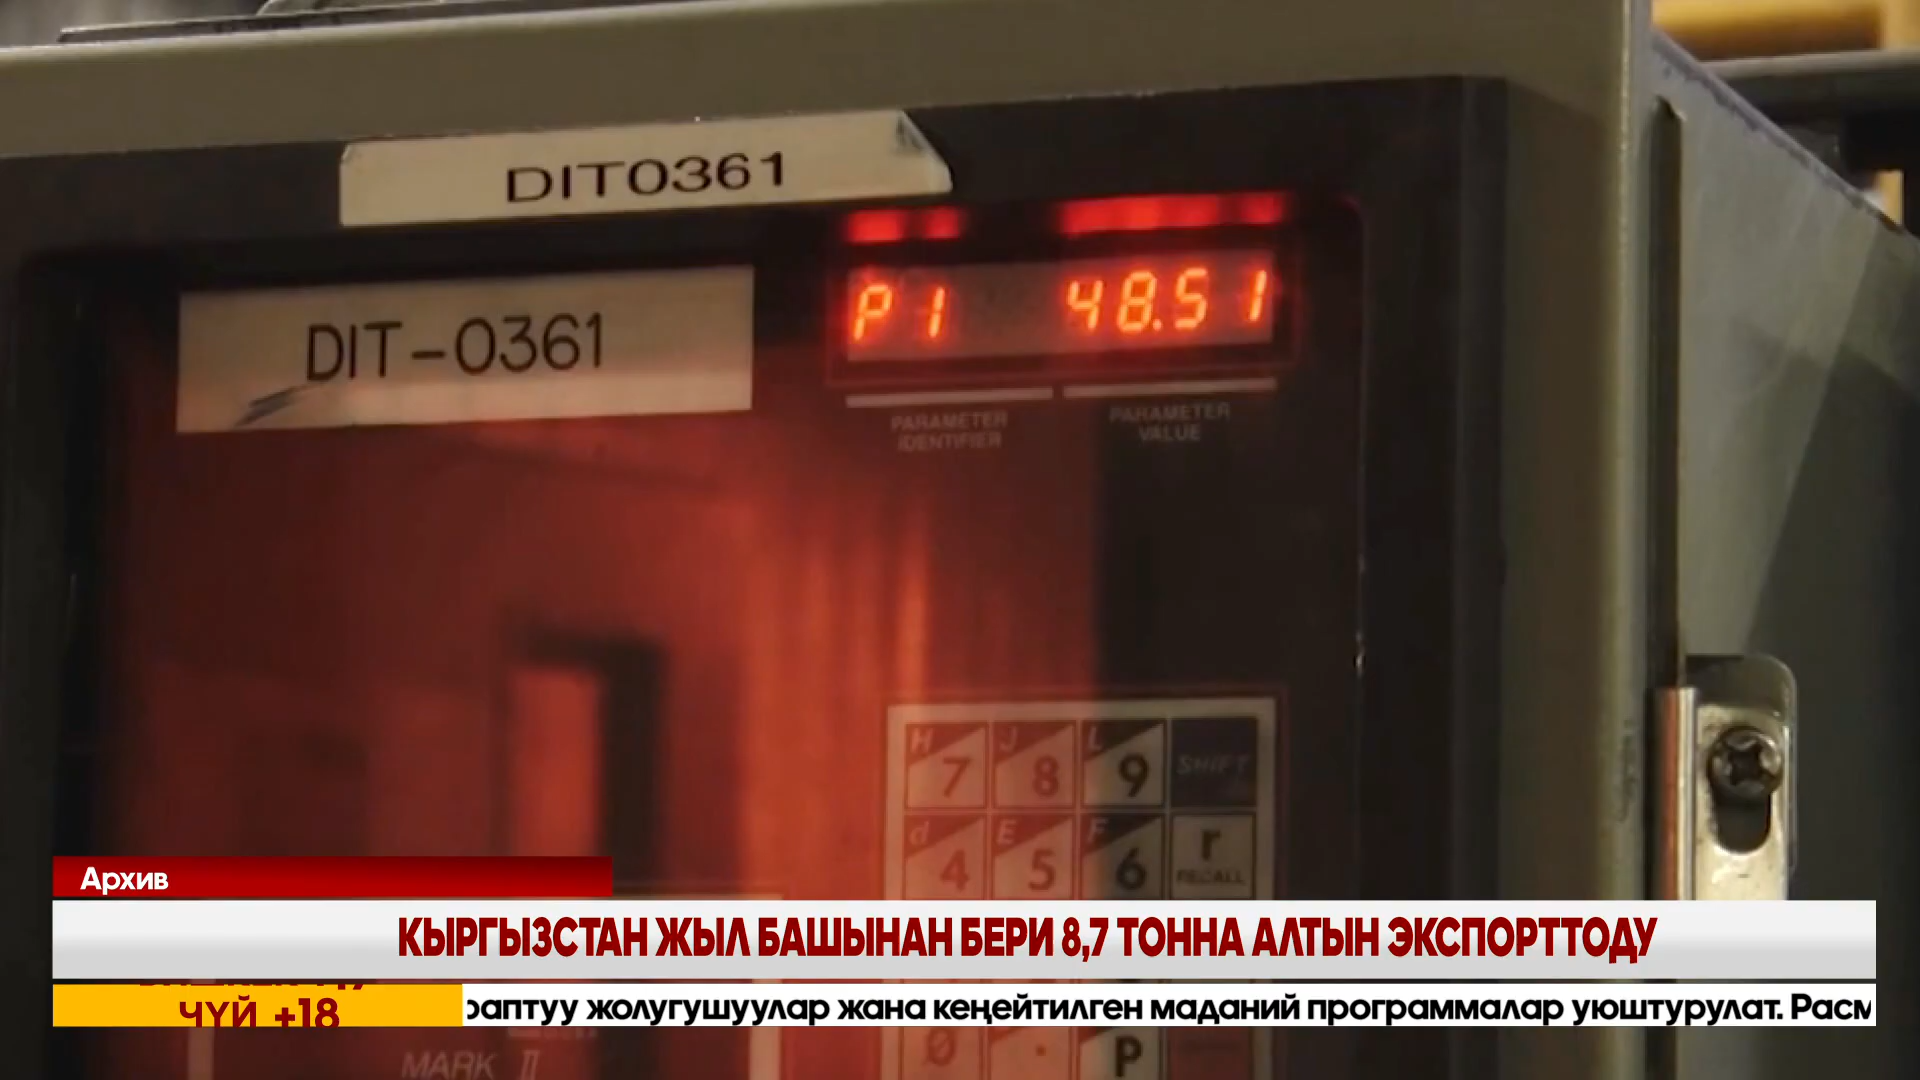 DIT0361
DIT-0361
P1 48.51
PARAMETER IDENTIFIER
PARAMETER VALUE
H 7 J 8 L 9 SHIFT
d 4 E 5 F 6 r RECALL
Архив
КЫРГЫЗСТАН ЖЫЛ БАШЫНАН БЕРИ 8,7 ТОННА АЛТЫН ЭКСПОРТТОДУ
ЧҮЙ +18
жолугушуулар жана кеңейтилген маданий программалар уюштурулат.
0 . P
MARK II